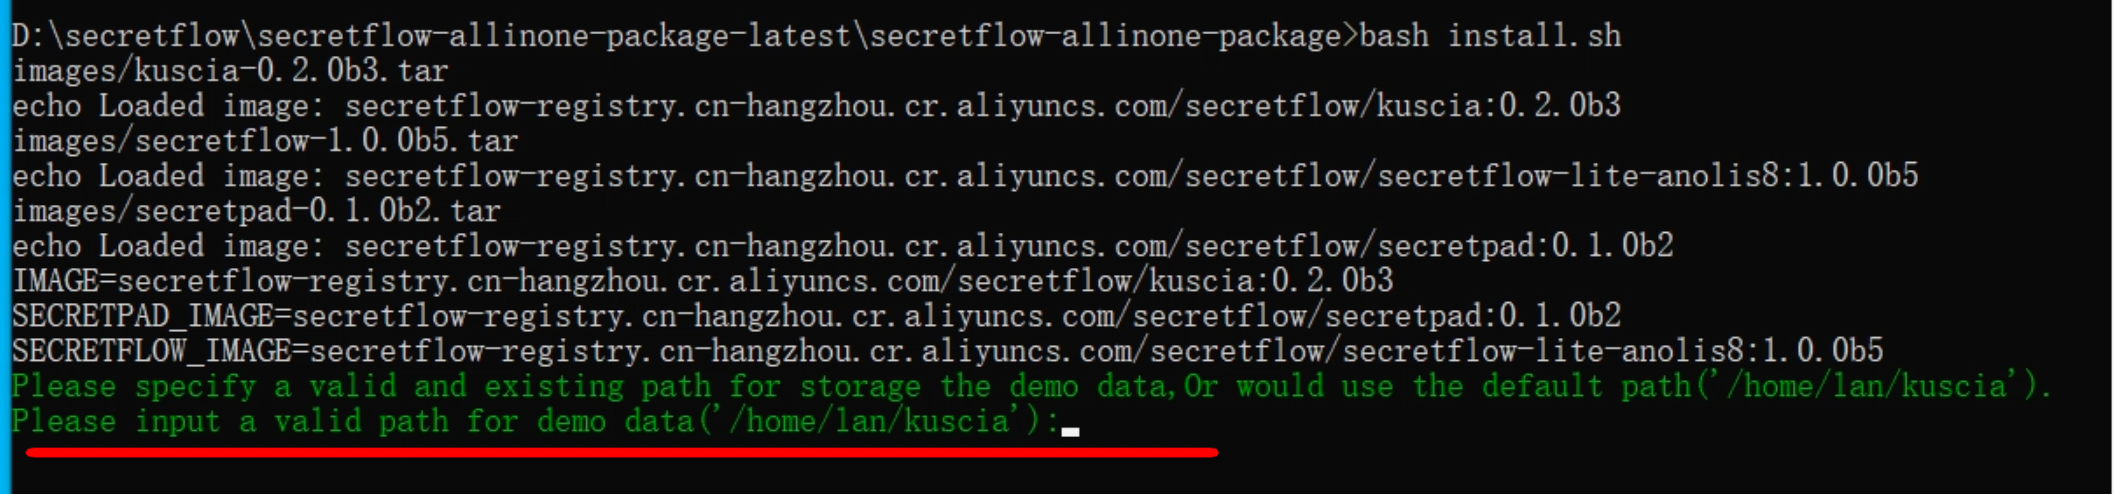 D:\secretflow\secretflow-allinone-package-latest\secretflow-allinone-package>bash install.sh
images/kuscia-0.2.0b3.tar
echo Loaded image: secretflow-registry.cn-hangzhou.cr.aliyuncs.com/secretflow/kuscia:0.2.0b3
images/secretflow-1.0.0b5.tar
echo Loaded image: secretflow-registry.cn-hangzhou.cr.aliyuncs.com/secretflow/secretflow-lite-anolis8:1.0.0b5
images/secretpad-0.1.0b2.tar
echo Loaded image: secretflow-registry.cn-hangzhou.cr.aliyuncs.com/secretflow/secretpad:0.1.0b2
IMAGE=secretflow-registry.cn-hangzhou.cr.aliyuncs.com/secretflow/kuscia:0.2.0b3
SECRETPAD_IMAGE=secretflow-registry.cn-hangzhou.cr.aliyuncs.com/secretflow/secretpad:0.1.0b2
SECRETFLOW_IMAGE=secretflow-registry.cn-hangzhou.cr.aliyuncs.com/secretflow/secretflow-lite-anolis8:1.0.0b5
Please specify a valid and existing path for storage the demo data,Or would use the default path('/home/lan/kuscia').
Please input a valid path for demo data('/home/lan/kuscia'):